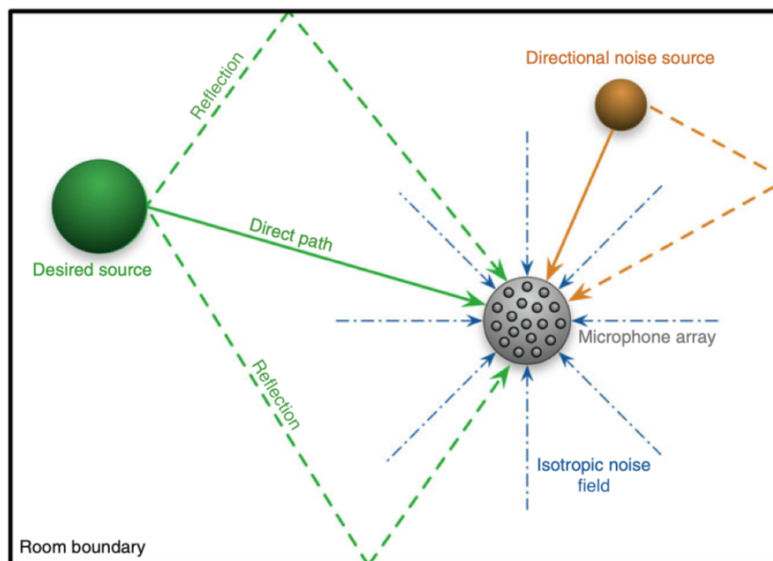 Directional noise source
Reflection
Direct path
Desired source
Microphone array
Reflection
Isotropic noise
field
Room boundary